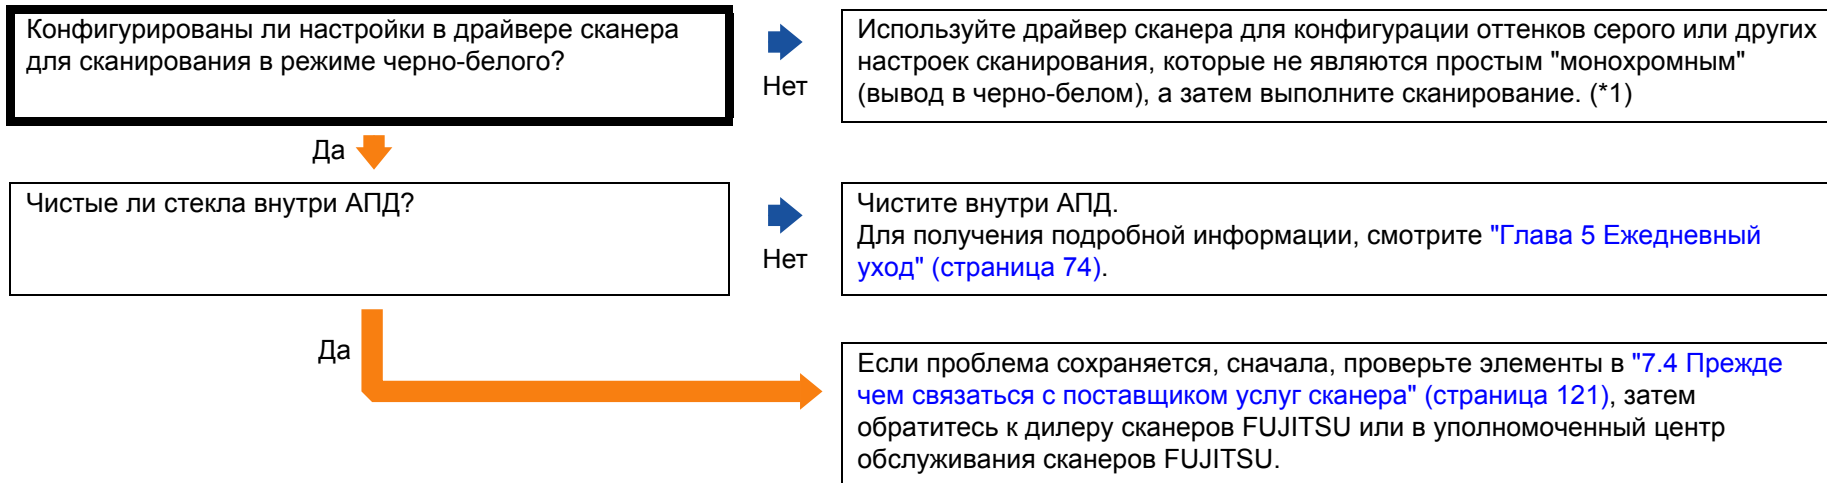 Конфигурированы ли настройки в драйвере сканера
для сканирования в режиме черно-белого?
Нет
Используйте драйвер сканера для конфигурации оттенков серого или других
настроек сканирования, которые не являются простым "монохромным"
(вывод в черно-белом), а затем выполните сканирование. (*1)
Да
Чистые ли стекла внутри АПД?
Нет
Чистите внутри АПД.
Для получения подробной информации, смотрите "Глава 5 Ежедневный
уход" (страница 74).
Да
Если проблема сохраняется, сначала, проверьте элементы в "7.4 Прежде
чем связаться с поставщиком услуг сканера" (страница 121), затем
обратитесь к дилеру сканеров FUJITSU или в уполномоченный центр
обслуживания сканеров FUJITSU.